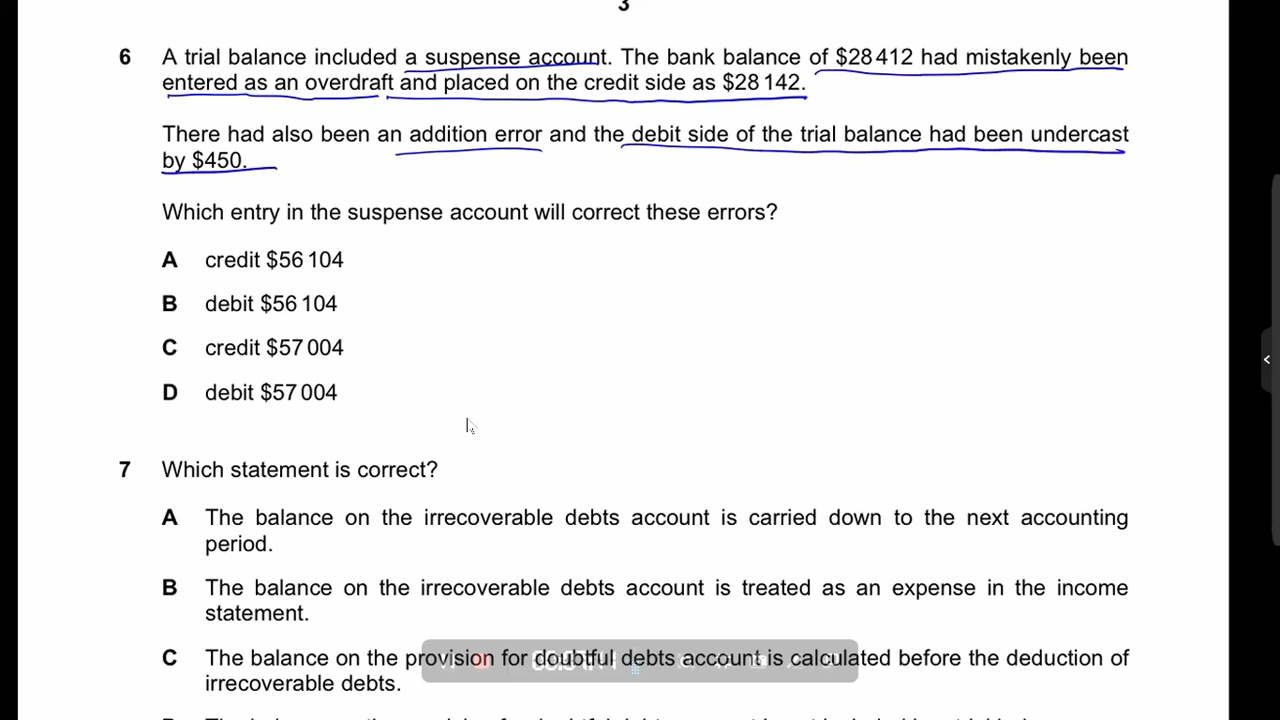 3
6 A trial balance included a suspense account. The bank balance of $28 412 had mistakenly been
entered as an overdraft and placed on the credit side as $28 142.
There had also been an addition error and the debit side of the trial balance had been undercast
by $450.
Which entry in the suspense account will correct these errors?
A credit $56 104
B debit $56 104
C credit $57 004
D debit $57 004
7 Which statement is correct?
A The balance on the irrecoverable debts account is carried down to the next accounting
period.
B The balance on the irrecoverable debts account is treated as an expense in the income
statement.
C The balance on the provision for doubtful debts account is calculated before the deduction of
irrecoverable debts.